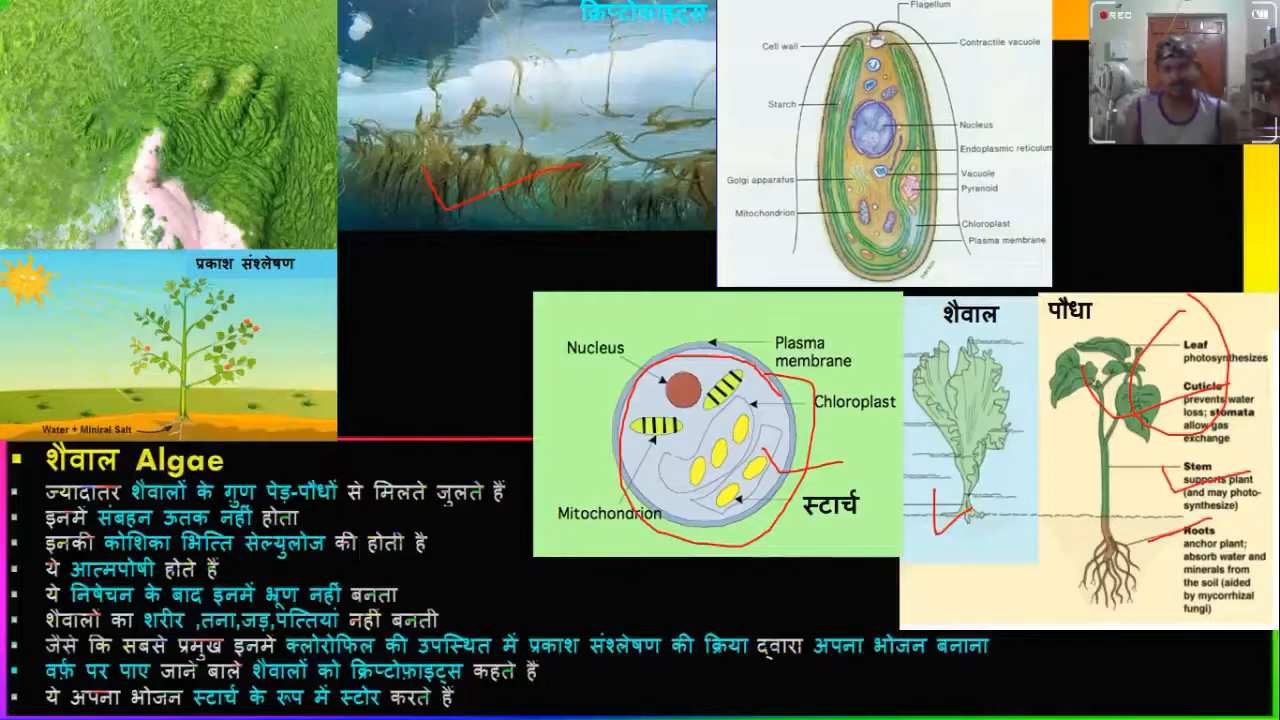 क्रिप्टोफ़ाइट्स
Flagellum
Cell wall
Contractile vacuole
Starch
Nucleus
Endoplasmic reticulum
Golgi apparatus
Vacuole
Pyrenoid
Mitochondrion
Chloroplast
Plasma membrane
REC
प्रकाश संश्लेषण
Water + Miniral Salt
Nucleus
Plasma
membrane
Chloroplast
Mitochondrion
स्टार्च
शैवाल
पौधा
Leaf
photosynthesizes
Cuticle
prevents water
loss; stomata
allow gas
exchange
Stem
supports plant
(and may photo-
synthesize)
Roots
anchor plant;
absorb water and
minerals from
the soil (aided
by mycorrhizal
fungi)
शैवाल Algae
ज्यादातर शैवालों के गुण पेड़-पौधों से मिलते जुलते हैं
इनमें संबहन ऊतक नहीं होता
इनकी कोशिका भित्ति सेल्युलोज की होती है
ये आत्मपोषी होते हैं
ये निषेचन के बाद इनमें भ्रूण नहीं बनता
शैवालों का शरीर ,तना,जड़,पत्तियां नहीं बनती
जैसे कि सबसे प्रमुख इनमे क्लोरोफिल की उपस्थित में प्रकाश संश्लेषण की क्रिया द्वारा अपना भोजन बनाना
वर्फ़ पर पाए जाने बाले शैवालों को क्रिप्टोफ़ाइट्स कहते हैं
ये अपना भोजन स्टार्च के रूप में स्टोर करते हैं